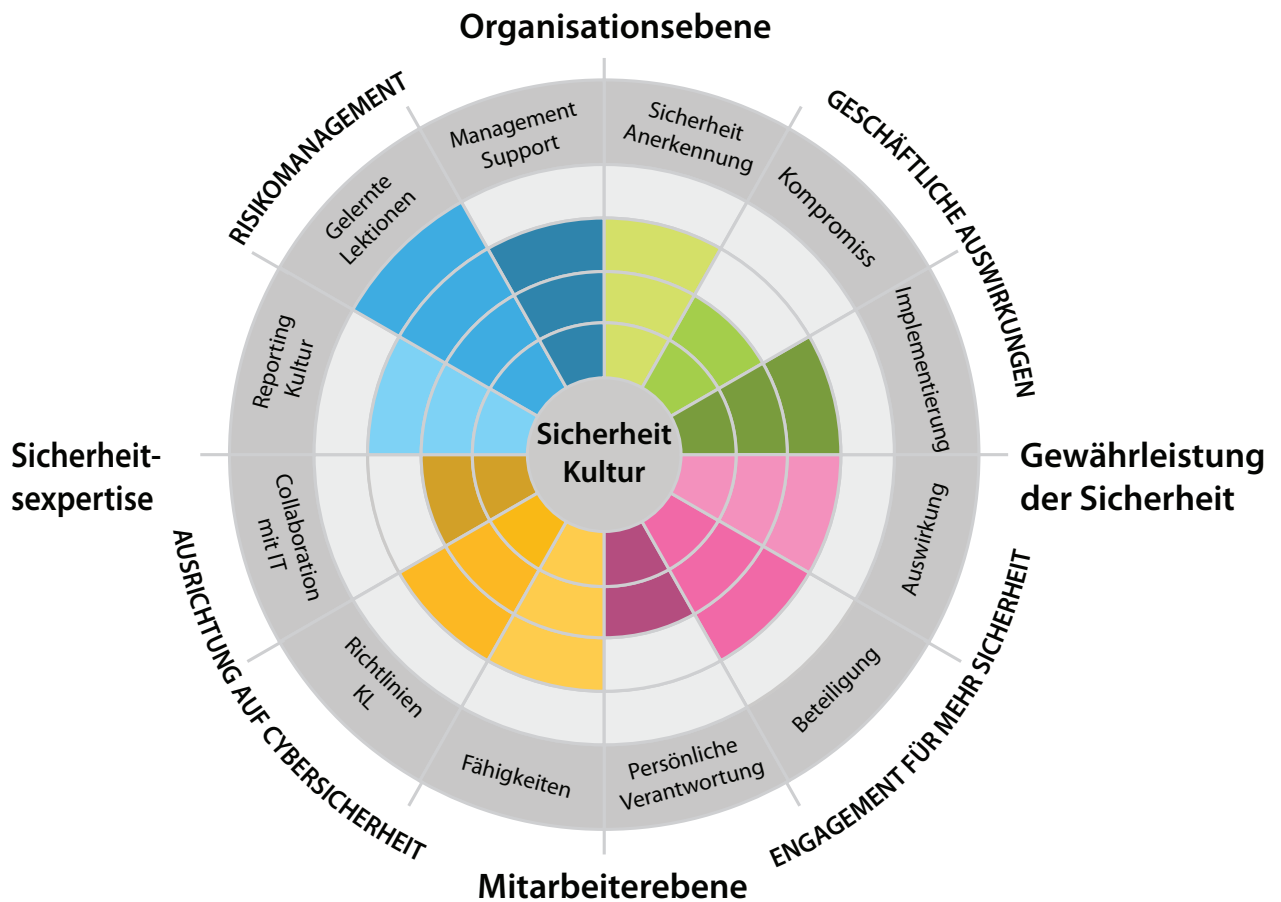 Organisationsebene
RISIKOMANAGEMENT
GESCHÄFTLICHE AUSWIRKUNGEN
Management
Support
Sicherheit
Anerkennung
Gelernte
Lektionen
Kompromiss
Reporting
Kultur
Implementierung
Sicherheit
Kultur
Sicherheit-
sexpertise
Gewährleistung
der Sicherheit
Collaboration
mit IT
Auswirkung
Richtlinien
KL
Beteiligung
Fähigkeiten
Persönliche
Verantwortung
AUSRICHTUNG AUF CYBERSICHERHEIT
ENGAGEMENT FÜR MEHR SICHERHEIT
Mitarbeiterebene